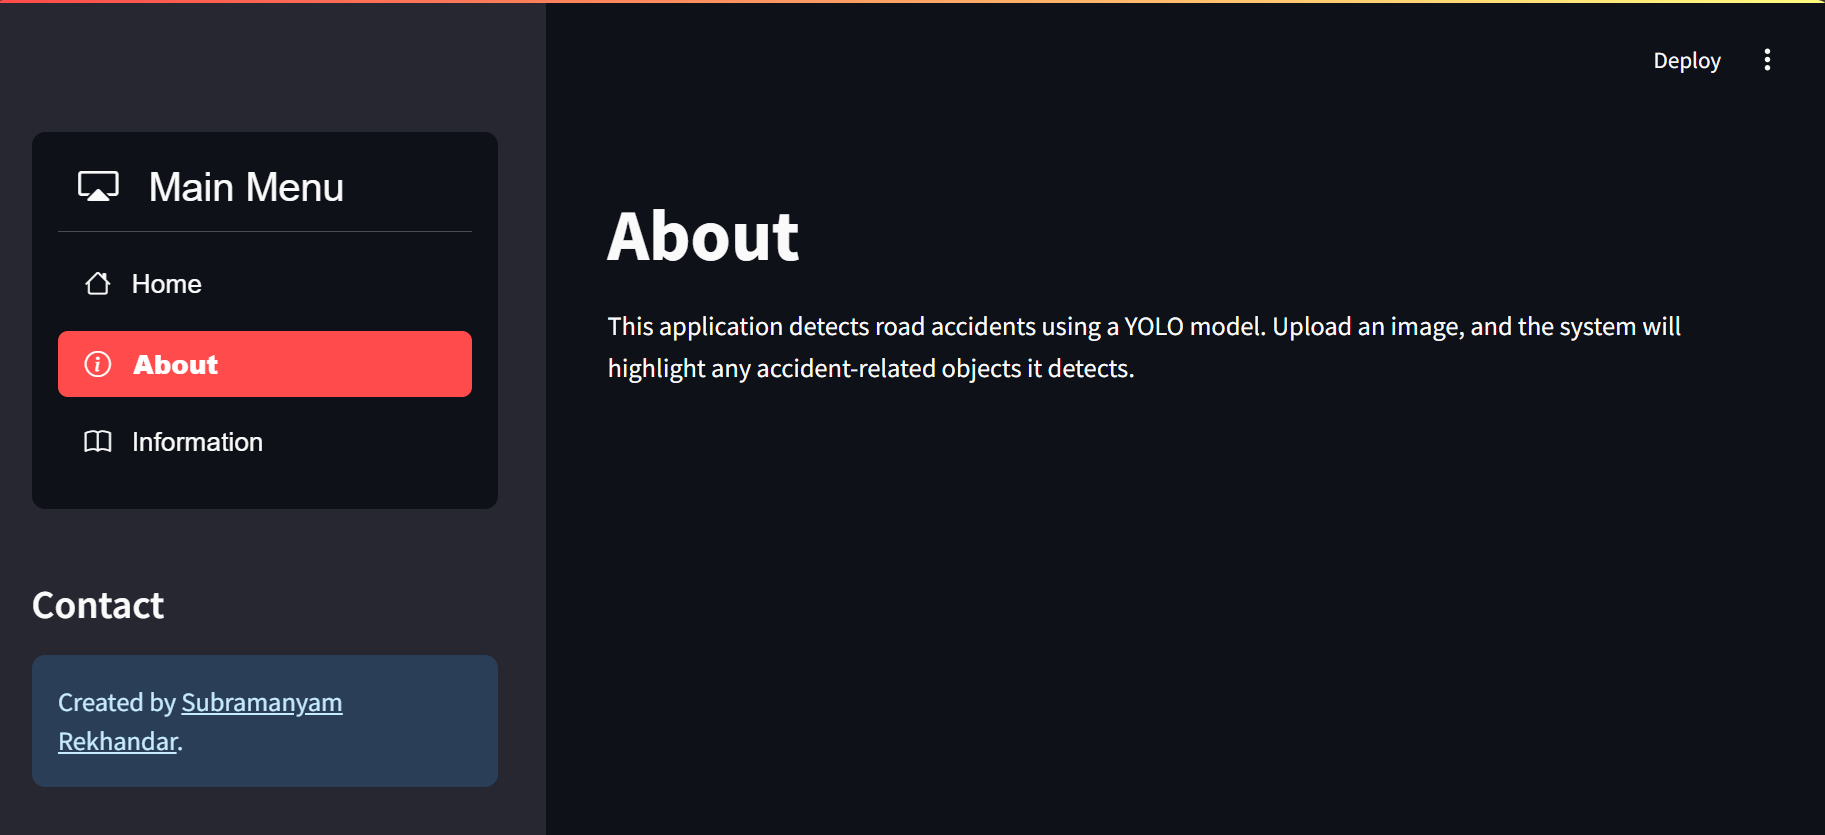 Deploy
Main Menu
Home
About
Information
Contact
Created by Subramanyam
Rekhandar.
About
This application detects road accidents using a YOLO model. Upload an image, and the system will
highlight any accident-related objects it detects.